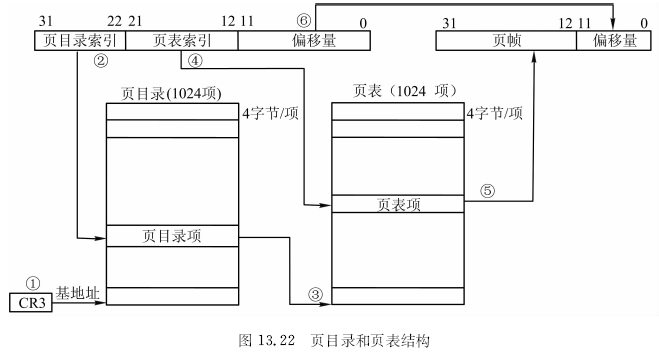 ⑥
31 22 21 12 11 0 31 12 11 0
页目录索引 页表索引 偏移量 页帧 偏移量
② ④
页目录(1024项) 页表（1024 项）
4字节/项 4字节/项
⑤
页表项
页目录项
① ③
CR3 基地址
图 13.22 页目录和页表结构